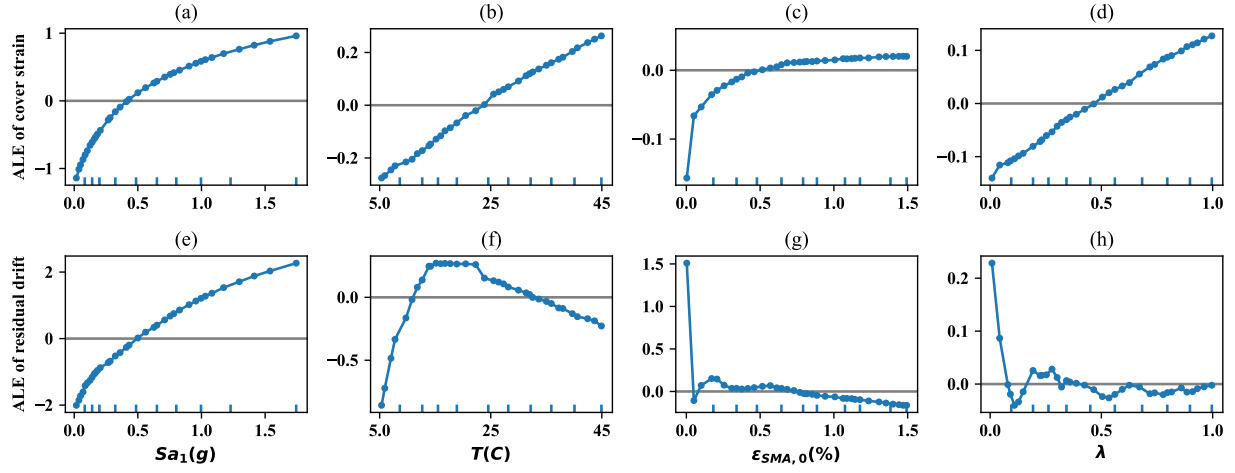 (a) (b) (c) (d)
ALE of cover strain
1
0
−1
0.0 0.5 1.0 1.5
0.2
0.0
−0.2
5.0 25 45
0.0
−0.1
0.0 0.5 1.0 1.5
0.1
0.0
−0.1
0.0 0.5 1.0
(e) (f) (g) (h)
ALE of residual drift
2
0
−2
0.0 0.5 1.0 1.5
Sa₁(g)
0.0
−0.5
5.0 25 45
T(C)
1.5
1.0
0.5
0.0
0.0 0.5 1.0 1.5
ε_SMA, 0(%)
0.2
0.1
0.0
0.0 0.5 1.0
λ